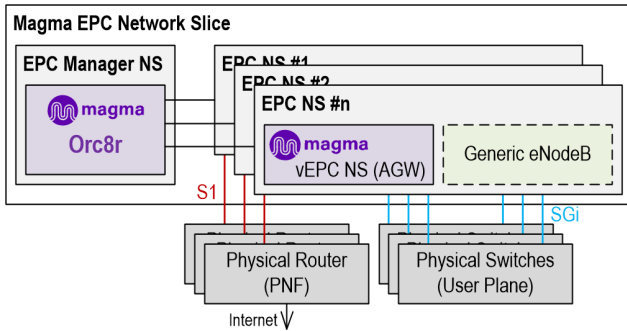 Magma EPC Network Slice
EPC Manager NS
magma
Orc8r
EPC NS #1
EPC NS #2
EPC NS #n
magma
vEPC NS (AGW)
Generic eNodeB
S1
SGi
Physical Router
(PNF)
Physical Switches
(User Plane)
Internet